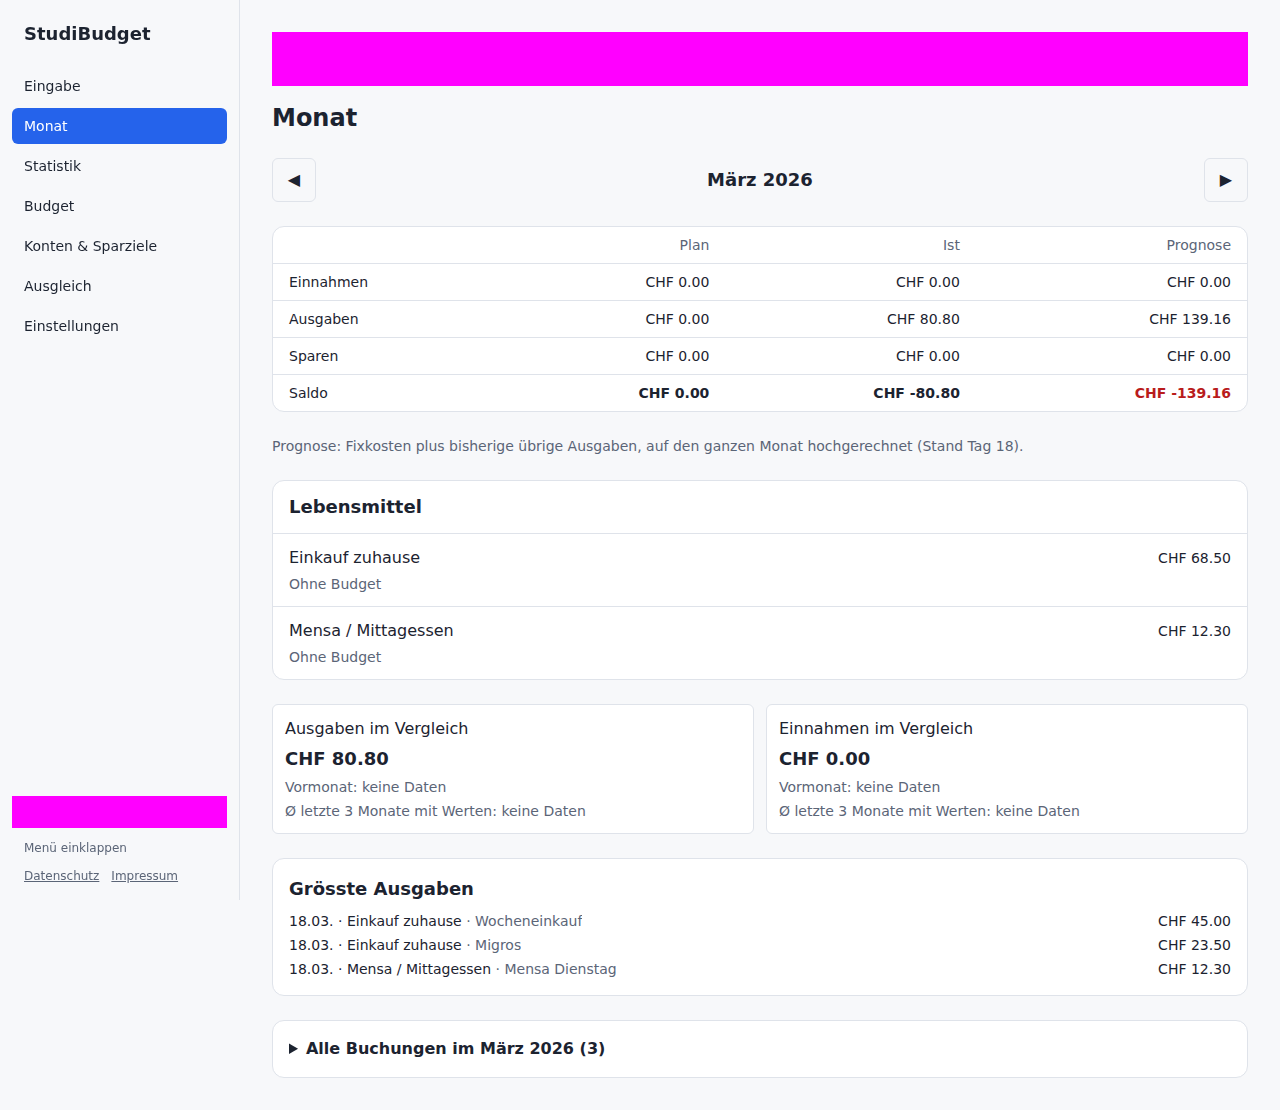 StudiBudget
Eingabe
Monat
Statistik
Budget
Konten & Sparziele
Ausgleich
Einstellungen
Menü einklappen
Datenschutz Impressum
Monat
◀ März 2026 ▶
Plan Ist Prognose
Einnahmen CHF 0.00 CHF 0.00 CHF 0.00
Ausgaben CHF 0.00 CHF 80.80 CHF 139.16
Sparen CHF 0.00 CHF 0.00 CHF 0.00
Saldo CHF 0.00 CHF -80.80 CHF -139.16
Prognose: Fixkosten plus bisherige übrige Ausgaben, auf den ganzen Monat hochgerechnet (Stand Tag 18).
Lebensmittel
Einkauf zuhause CHF 68.50
Ohne Budget
Mensa / Mittagessen CHF 12.30
Ohne Budget
Ausgaben im Vergleich
CHF 80.80
Vormonat: keine Daten
Ø letzte 3 Monate mit Werten: keine Daten
Einnahmen im Vergleich
CHF 0.00
Vormonat: keine Daten
Ø letzte 3 Monate mit Werten: keine Daten
Grösste Ausgaben
18.03. · Einkauf zuhause · Wocheneinkauf CHF 45.00
18.03. · Einkauf zuhause · Migros CHF 23.50
18.03. · Mensa / Mittagessen · Mensa Dienstag CHF 12.30
▶ Alle Buchungen im März 2026 (3)